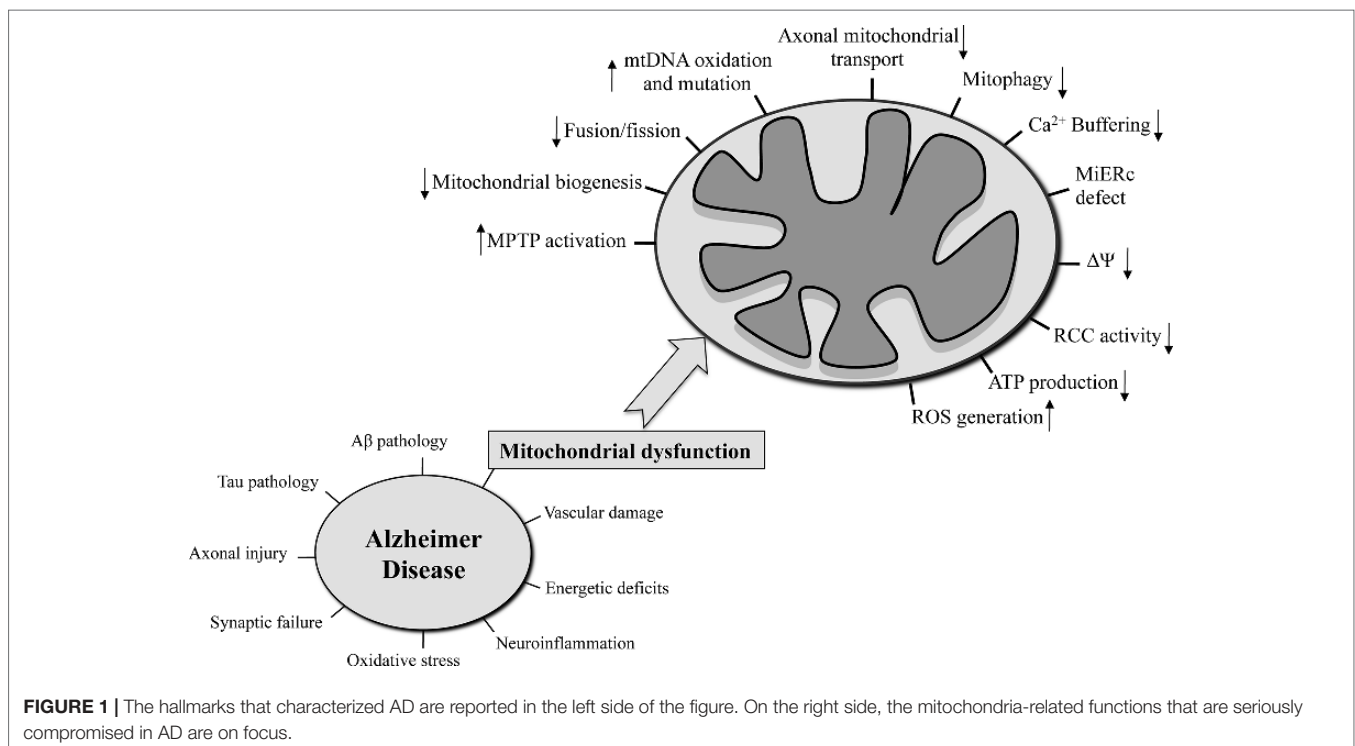 Axonal mitochondrial ↓
transport
↑ mtDNA oxidation
and mutation
Mitophagy ↓
↓ Fusion/fission
Ca²⁺ Buffering ↓
↓ Mitochondrial biogenesis
MiERc
defect
↑ MPTP activation
ΔΨ ↓
RCC activity ↓
ATP production ↓
ROS generation ↑
Mitochondrial dysfunction
Aβ pathology
Tau pathology
Vascular damage
Axonal injury
Alzheimer
Disease
Energetic deficits
Synaptic failure
Neuroinflammation
Oxidative stress
FIGURE 1 | The hallmarks that characterized AD are reported in the left side of the figure. On the right side, the mitochondria-related functions that are seriously
compromised in AD are on focus.